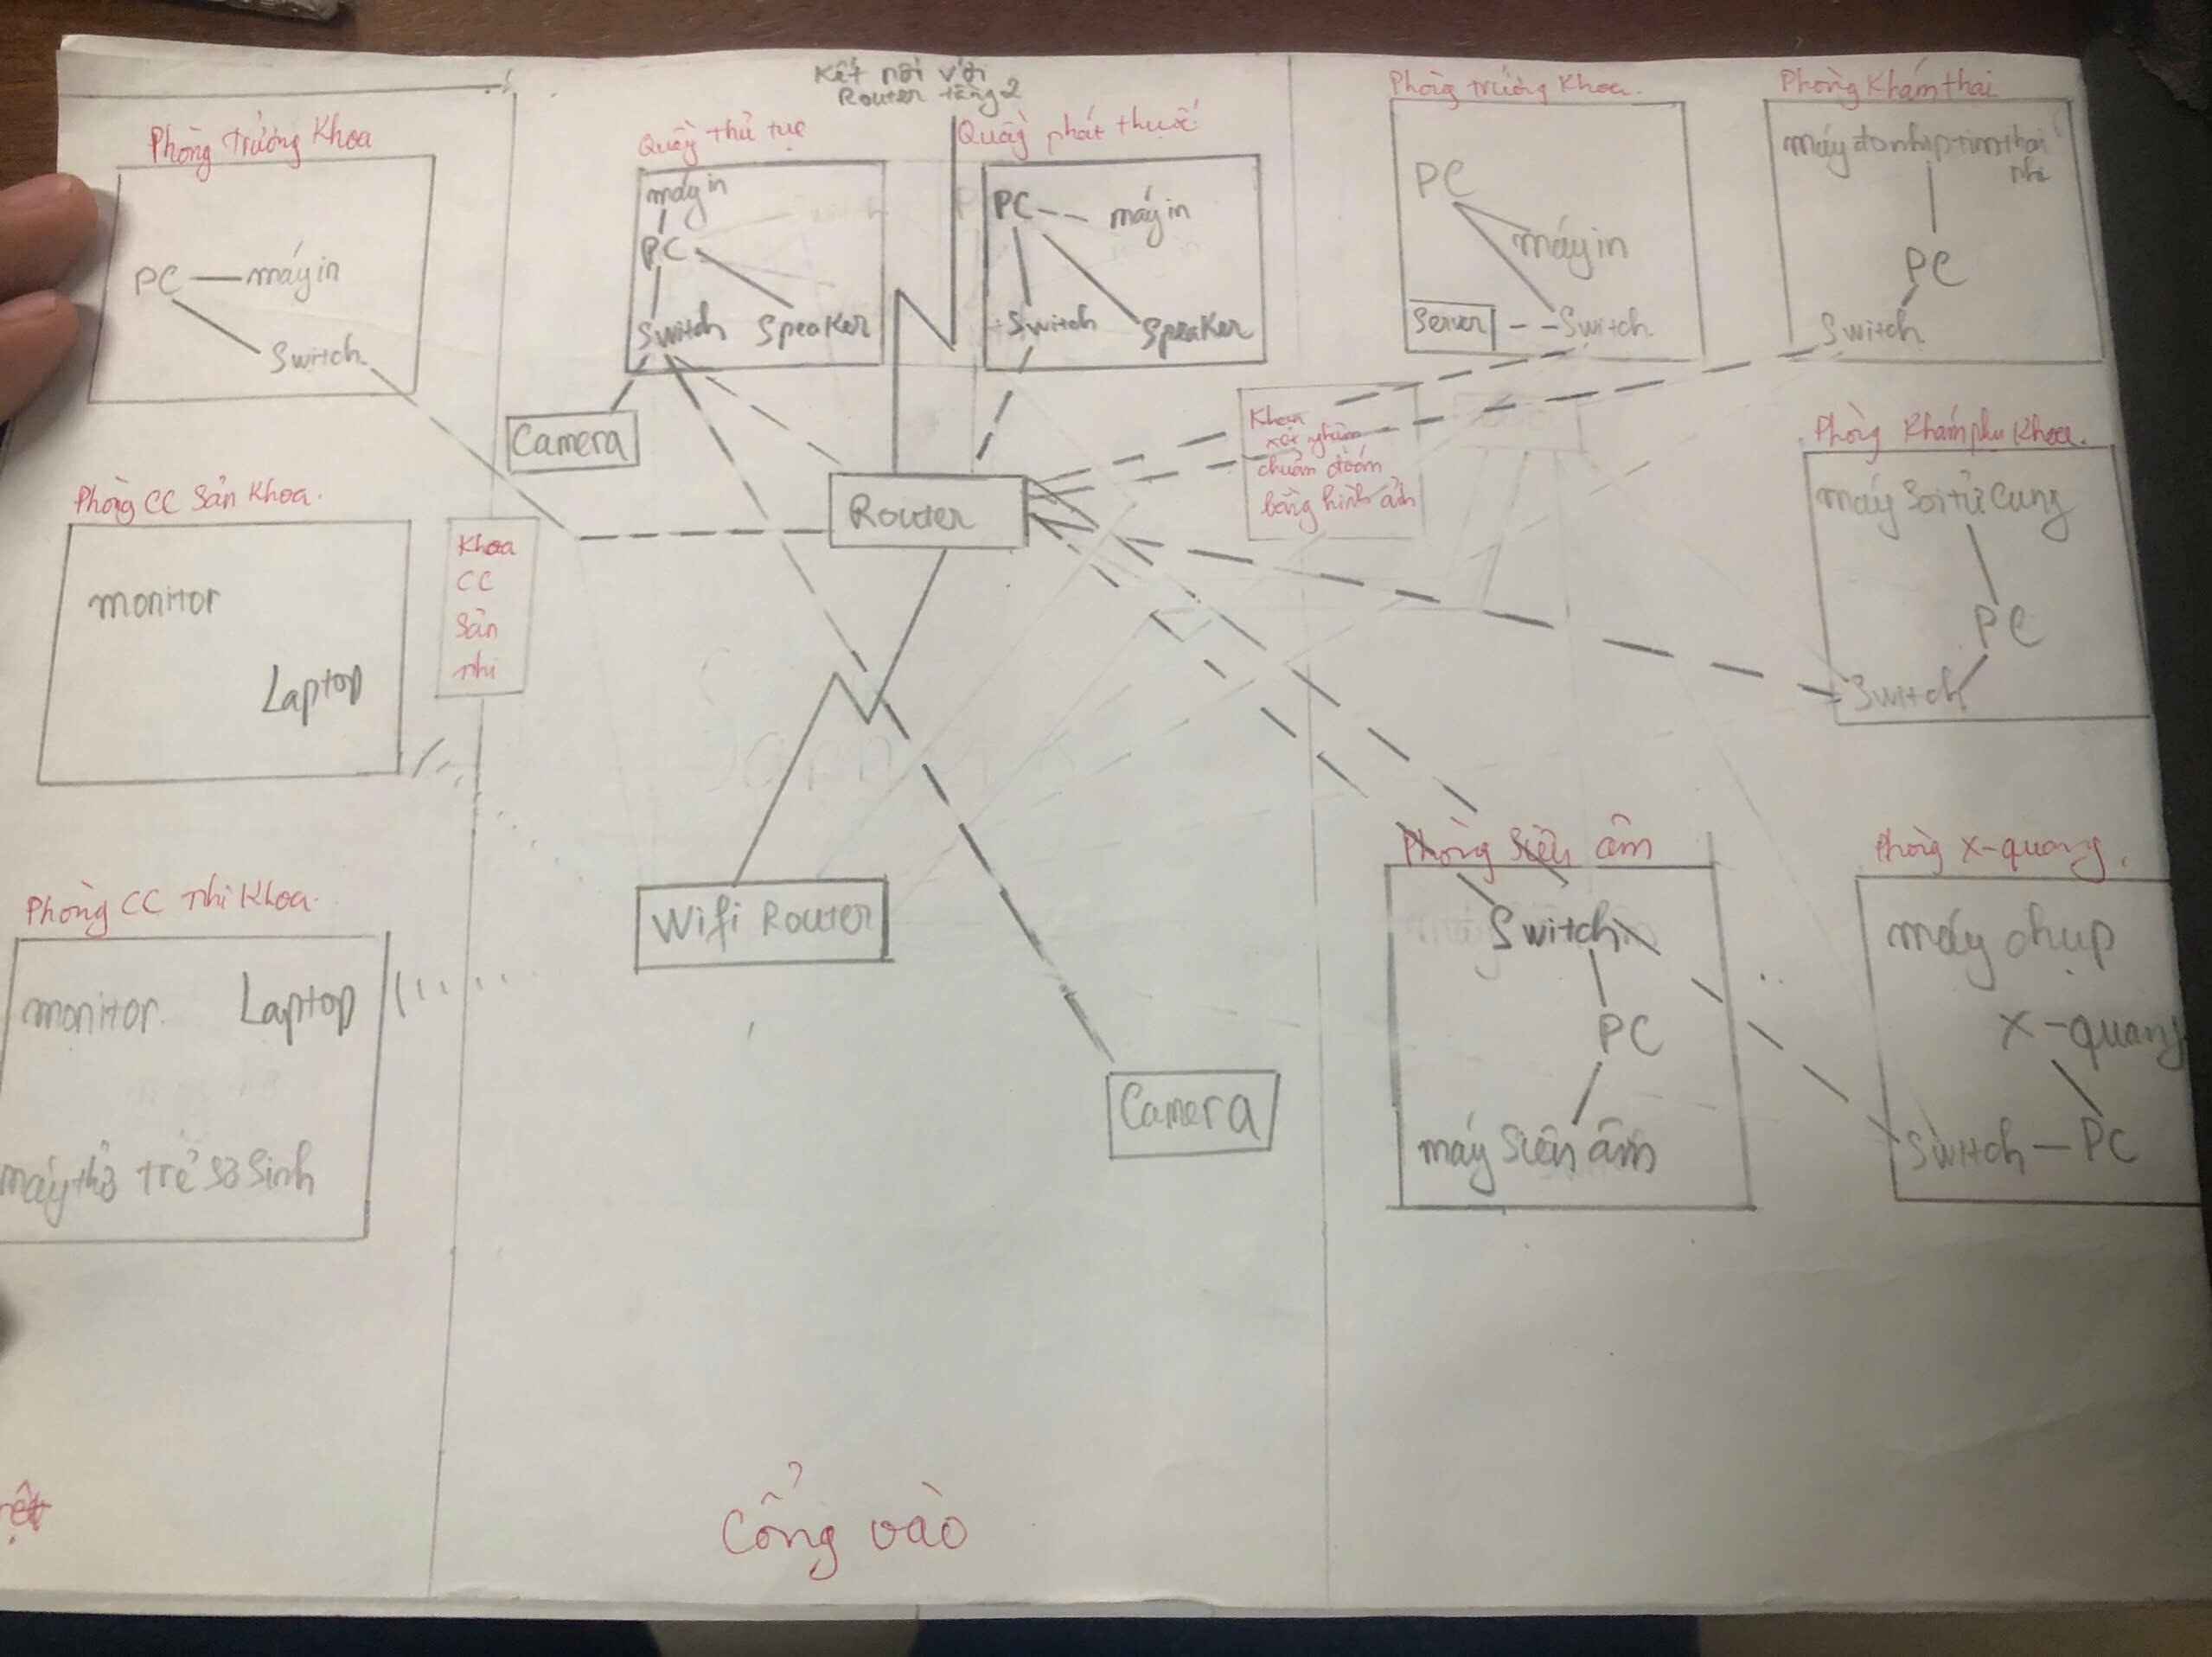 Kết nối với
Router tầng 2
Phòng trưởng Khoa
PC
máy in
Switch
Quầy thủ tục
máy in
PC
Switch
Speaker
Camera
Quầy phát thuốc
PC
máy in
Switch
Speaker
Phòng trưởng Khoa.
PC
máy in
Server
Switch
Phòng Khám thai
máy đo nhịp tim thai
nhi
PC
Switch
Phòng CC Sản Khoa.
monitor
Laptop
Khoa
CC
Sản
nhi
Router
Khoa
xét nghiệm
chuẩn đoán
bằng hình ảnh
Phòng Khám phụ Khoa.
máy Soi tử cung
PC
Switch
Phòng CC nhi Khoa.
monitor
Laptop
máy thở trẻ sơ Sinh
Wifi Router
Camera
Phòng Siêu âm
Switch
PC
máy Siêu âm
Phòng X-quang.
máy chụp
X-quang
Switch
PC
Cổng vào